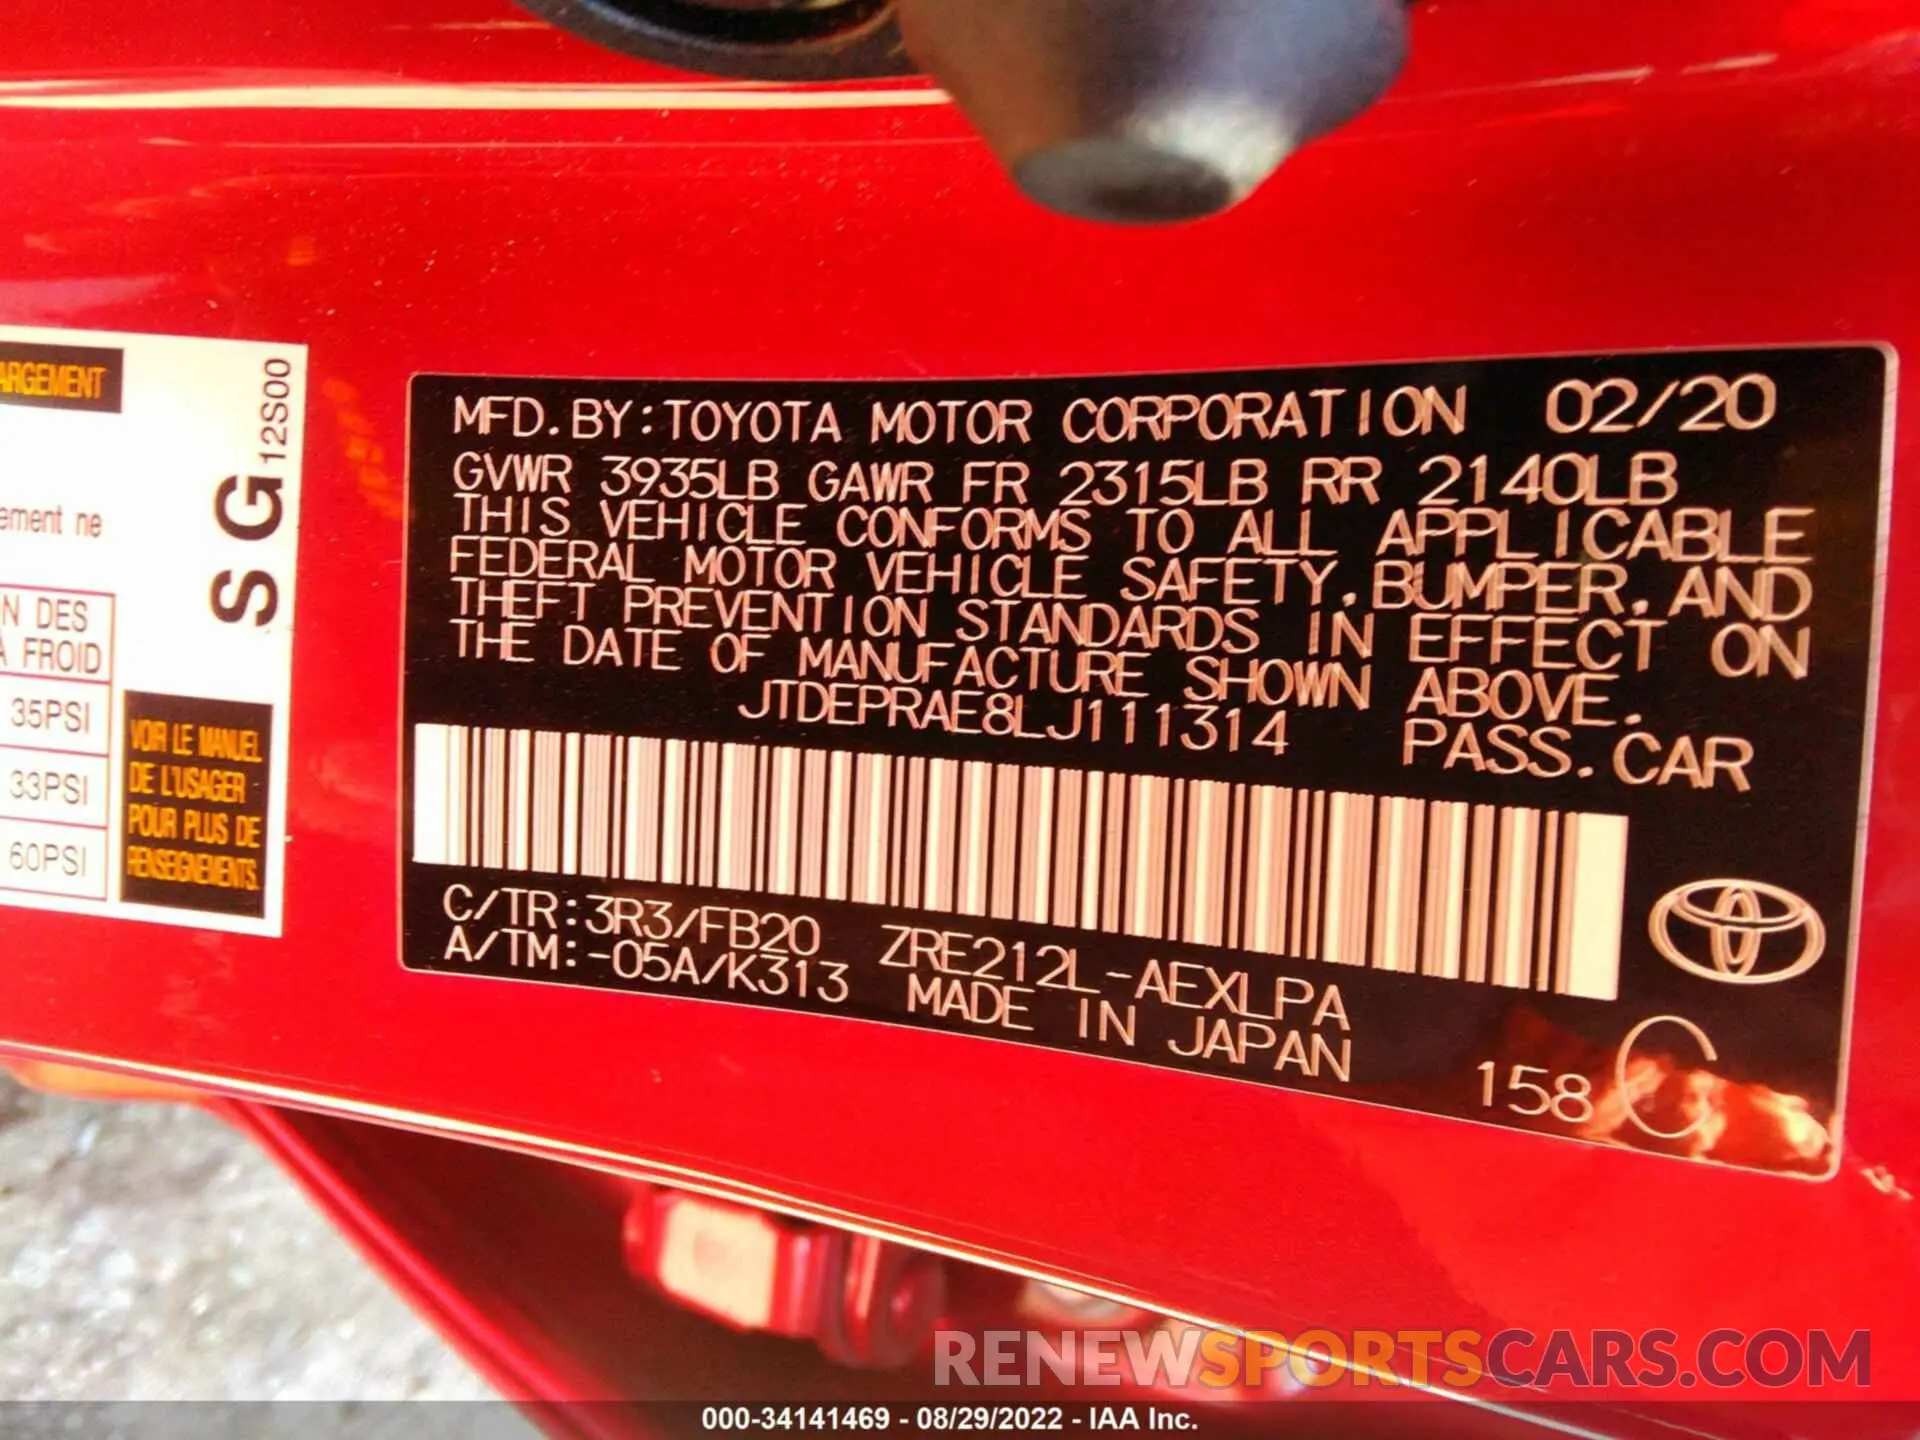 ARGEMENT
ement ne
N DES
A FROID
35PSI
33PSI
60PSI
SG 12S00
VOIR LE MANUEL
DE L'USAGER
POUR PLUS DE
RENSEIGNEMENTS.
MFD.BY:TOYOTA MOTOR CORPORATION 02/20
GVWR 3935LB GAWR FR 2315LB RR 2140LB
THIS VEHICLE CONFORMS TO ALL APPLICABLE
FEDERAL MOTOR VEHICLE SAFETY,BUMPER,AND
THEFT PREVENTION STANDARDS IN EFFECT ON
THE DATE OF MANUFACTURE SHOWN ABOVE.
JTDEPRAE8LJ111314 PASS.CAR
C/TR:3R3/FB20 ZRE212L-AEXLPA
A/TM:-05A/K313 MADE IN JAPAN
158 C
RENEWSPORTSCARS.COM
000-34141469 - 08/29/2022 - IAA Inc.